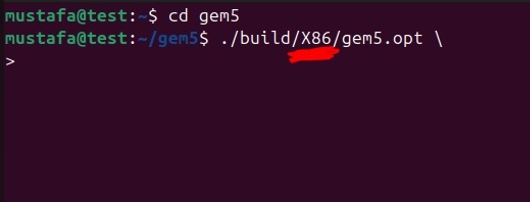 mustafa@test:~$ cd gem5
mustafa@test:~/gem5$ ./build/X86/gem5.opt \
>